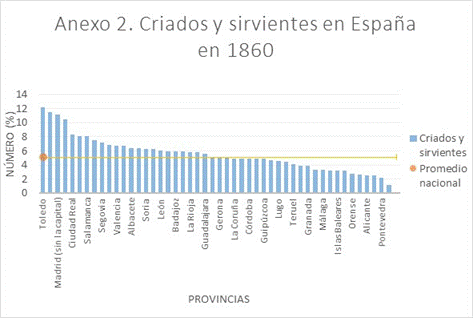 Anexo 2. Criados y sirvientes en España
en 1860
NÚMERO (%)
14
12
10
8
6
4
2
0
Toledo
Madrid (sin la capital)
Ciudad Real
Salamanca
Segovia
Valencia
Albacete
Soria
León
Badajoz
La Rioja
Guadalajara
Gerona
La Coruña
Córdoba
Guipúzcoa
Lugo
Teruel
Granada
Málaga
Islas Baleares
Orense
Alicante
Pontevedra
PROVINCIAS
Criados y
sirvientes
Promedio
nacional